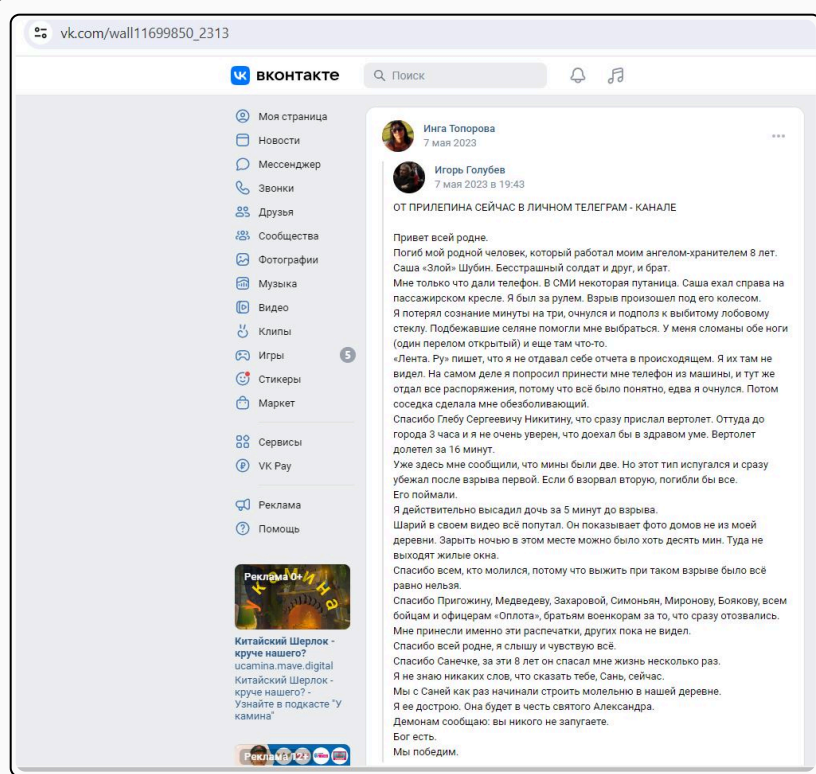 vk.com/wall11699850_2313
вконтакте
Поиск
Моя страница
Новости
Мессенджер
Звонки
Друзья
Сообщества
Фотографии
Музыка
Видео
Клипы
Игры
5
Стикеры
Маркет
Сервисы
VK Pay
Реклама
Помощь
Реклама 0+
КОМИНА
Китайский Шерлок -
круче нашего?
ucamina.mave.digital
Китайский Шерлок -
круче нашего? -
Узнайте в подкасте "У
камина"
Реклама 12+
Инга Топорова
7 мая 2023
Игорь Голубев
7 мая 2023 в 19:43
ОТ ПРИЛЕПИНА СЕЙЧАС В ЛИЧНОМ ТЕЛЕГРАМ - КАНАЛЕ
Привет всей родне.
Погиб мой родной человек, который работал моим ангелом-хранителем 8 лет.
Саша «Злой» Шубин. Бесстрашный солдат и друг, и брат.
Мне только что дали телефон. В СМИ некоторая путаница. Саша ехал справа на
пассажирском кресле. Я был за рулем. Взрыв произошел под его колесом.
Я потерял сознание минуты на три, очнулся и подполз к выбитому лобовому
стеклу. Подбежавшие селяне помогли мне выбраться. У меня сломаны обе ноги
(один перелом открытый) и еще там что-то.
«Лента. Ру» пишет, что я не отдавал себе отчета в происходящем. Я их там не
видел. На самом деле я попросил принести мне телефон из машины, и тут же
отдал все распоряжения, потому что всё было понятно, едва я очнулся. Потом
соседка сделала мне обезболивающий.
Спасибо Глебу Сергеевичу Никитину, что сразу прислал вертолет. Оттуда до
города 3 часа и я не очень уверен, что доехал бы в здравом уме. Вертолет
долетел за 16 минут.
Уже здесь мне сообщили, что мины были две. Но этот тип испугался и сразу
убежал после взрыва первой. Если б взорвал вторую, погибли бы все.
Его поймали.
Я действительно высадил дочь за 5 минут до взрыва.
Шарий в своем видео всё попутал. Он показывает фото домов не из моей
деревни. Зарыть ночью в этом месте можно было хоть десять мин. Туда не
выходят жилые окна.
Спасибо всем, кто молился, потому что выжить при таком взрыве было всё
равно нельзя.
Спасибо Пригожину, Медведеву, Захаровой, Симоньян, Миронову, Боякову, всем
бойцам и офицерам «Оплота», братьям военкорам за то, что сразу отозвались.
Мне принесли именно эти распечатки, других пока не видел.
Спасибо всей родне, я слышу и чувствую всё.
Спасибо Санечке, за эти 8 лет он спасал мне жизнь несколько раз.
Я не знаю никаких слов, что сказать тебе, Сань, сейчас.
Мы с Саней как раз начинали строить молельню в нашей деревне.
Я ее дострою. Она будет в честь святого Александра.
Демонам сообщаю: вы никого не запугаете.
Бог есть.
Мы победим.